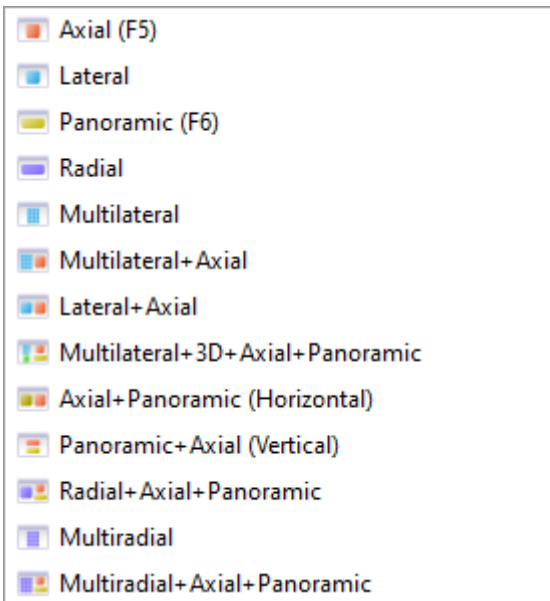 Axial (F5)
Lateral
Panoramic (F6)
Radial
Multilateral
Multilateral+Axial
Lateral+Axial
Multilateral+3D+Axial+Panoramic
Axial+Panoramic (Horizontal)
Panoramic+Axial (Vertical)
Radial+Axial+Panoramic
Multiradial
Multiradial+Axial+Panoramic